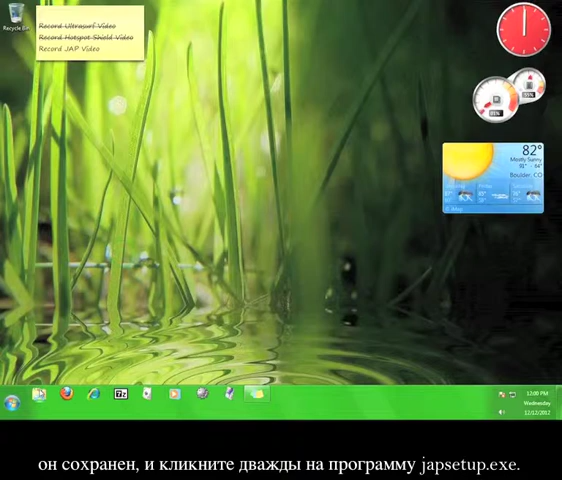 Record Ultrasurf Video
Record Hotspot Shield Video
Record JAP Video
Recycle Bin
82°
Mostly Sunny
Boulder, CO
12:00 PM
Wednesday
12/12/2012
он сохранен, и кликните дважды на программу japsetup.exe.